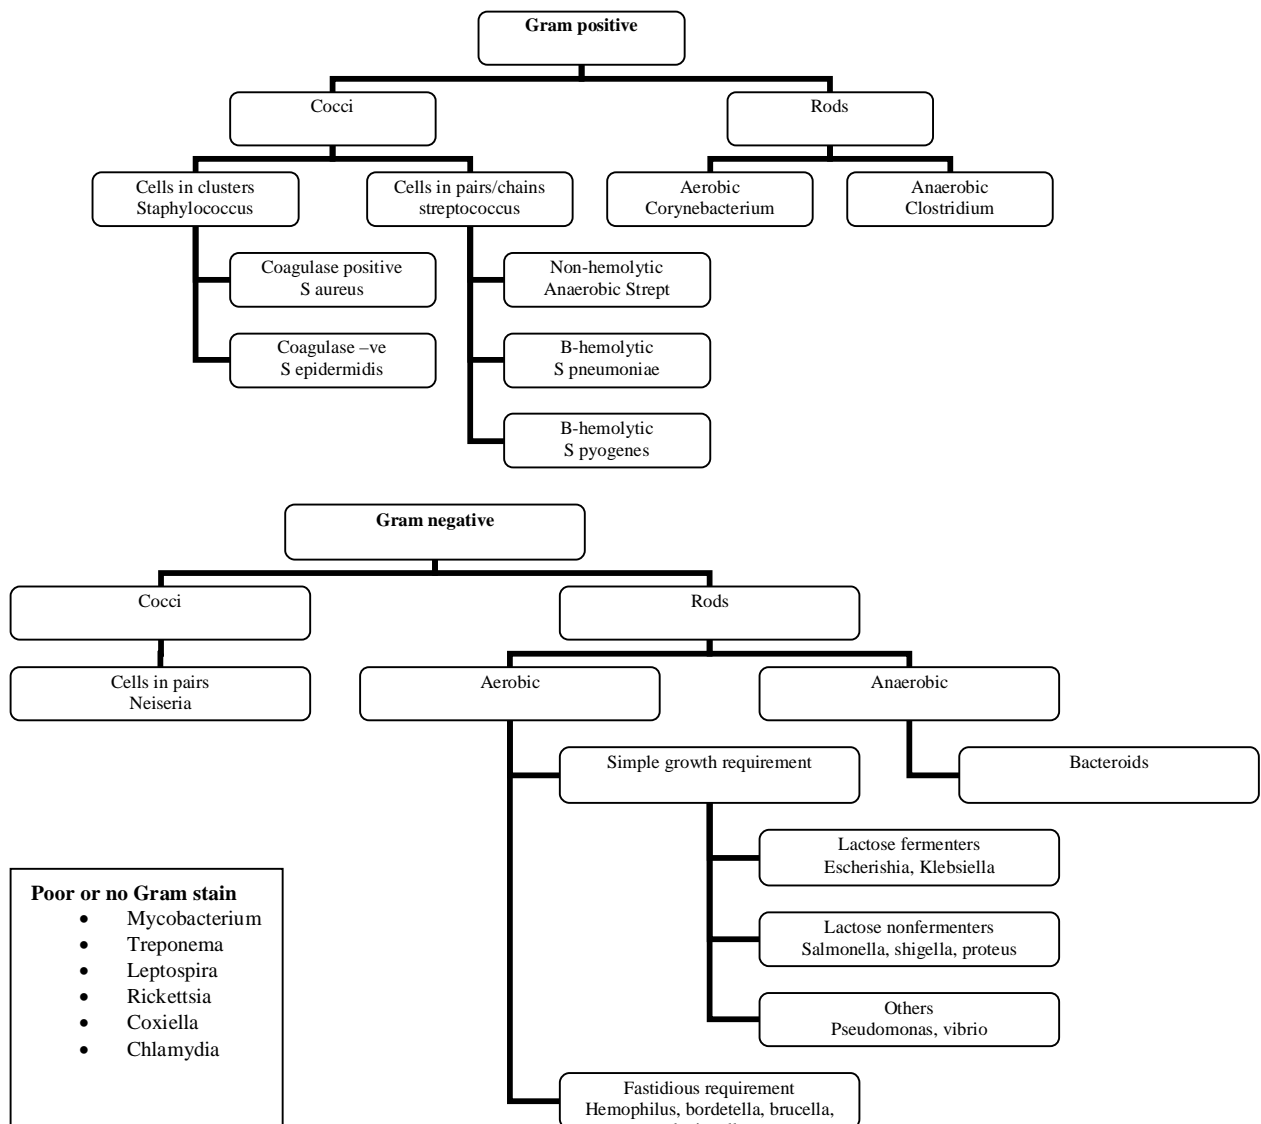 Gram positive
Cocci
Rods
Cells in clusters
Staphylococcus
Cells in pairs/chains
streptococcus
Aerobic
Corynebacterium
Anaerobic
Clostridium
Coagulase positive
S aureus
Non-hemolytic
Anaerobic Strept
Coagulase –ve
S epidermidis
B-hemolytic
S pneumoniae
B-hemolytic
S pyogenes
Gram negative
Cocci
Rods
Cells in pairs
Neiseria
Aerobic
Anaerobic
Simple growth requirement
Bacteroids
Lactose fermenters
Escherishia, Klebsiella
Lactose nonfermenters
Salmonella, shigella, proteus
Others
Pseudomonas, vibrio
Fastidious requirement
Hemophilus, bordetella, brucella,
Poor or no Gram stain
• Mycobacterium
• Treponema
• Leptospira
• Rickettsia
• Coxiella
• Chlamydia